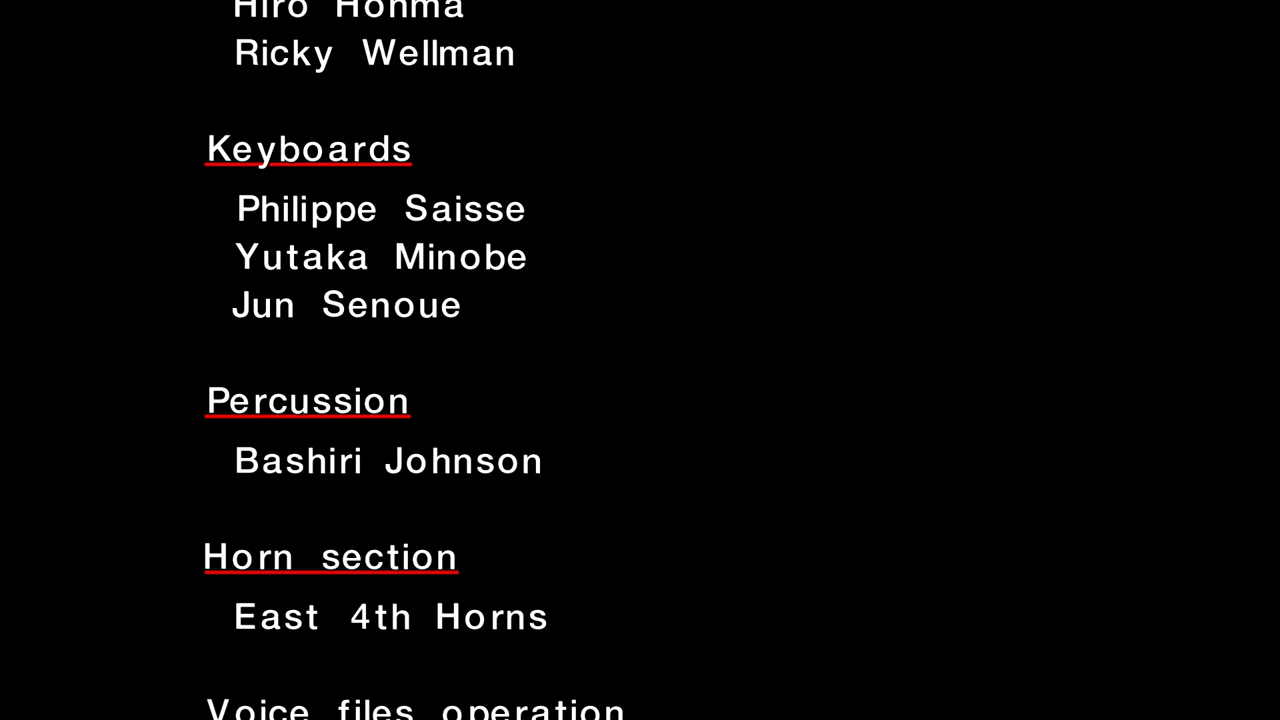 Hiro Honma
Ricky Wellman
Keyboards
Philippe Saisse
Yutaka Minobe
Jun Senoue
Percussion
Bashiri Johnson
Horn section
East 4th Horns
Voice files operation